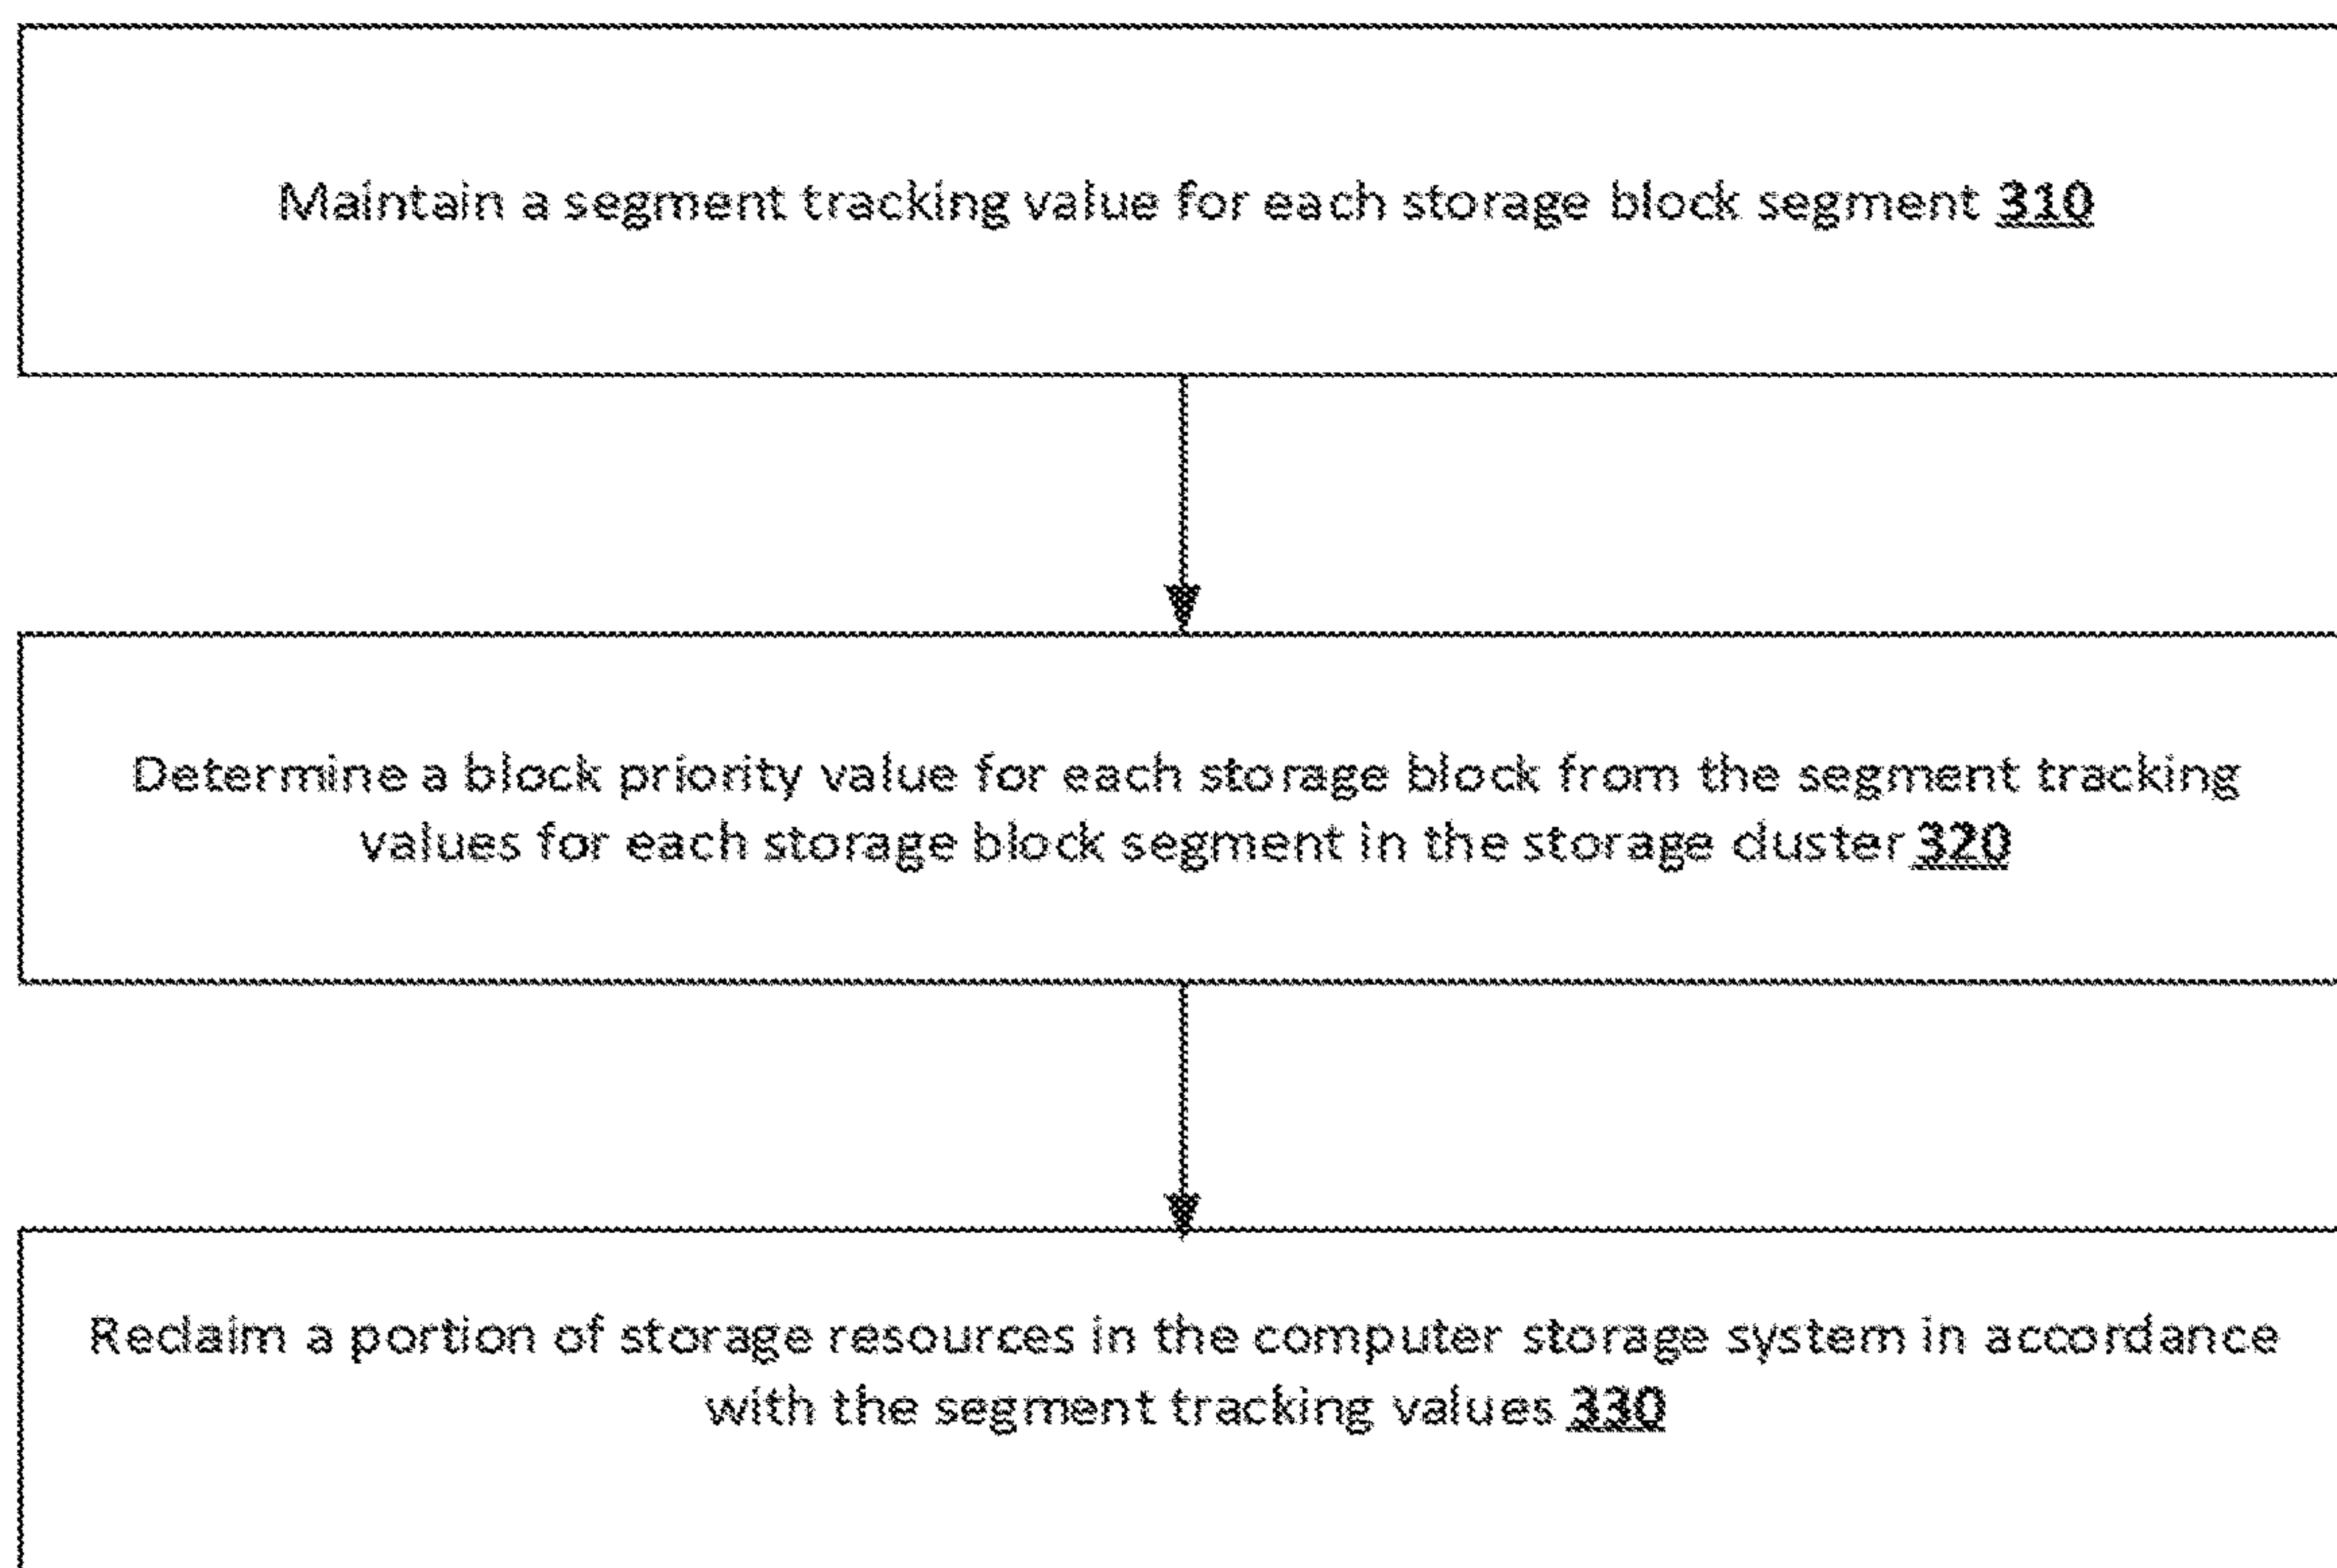 Maintain a segment tracking value for each storage block segment 310
Determine a block priority value for each storage block from the segment tracking
values for each storage block segment in the storage cluster 320
Reclaim a portion of storage resources in the computer storage system in accordance
with the segment tracking values 330